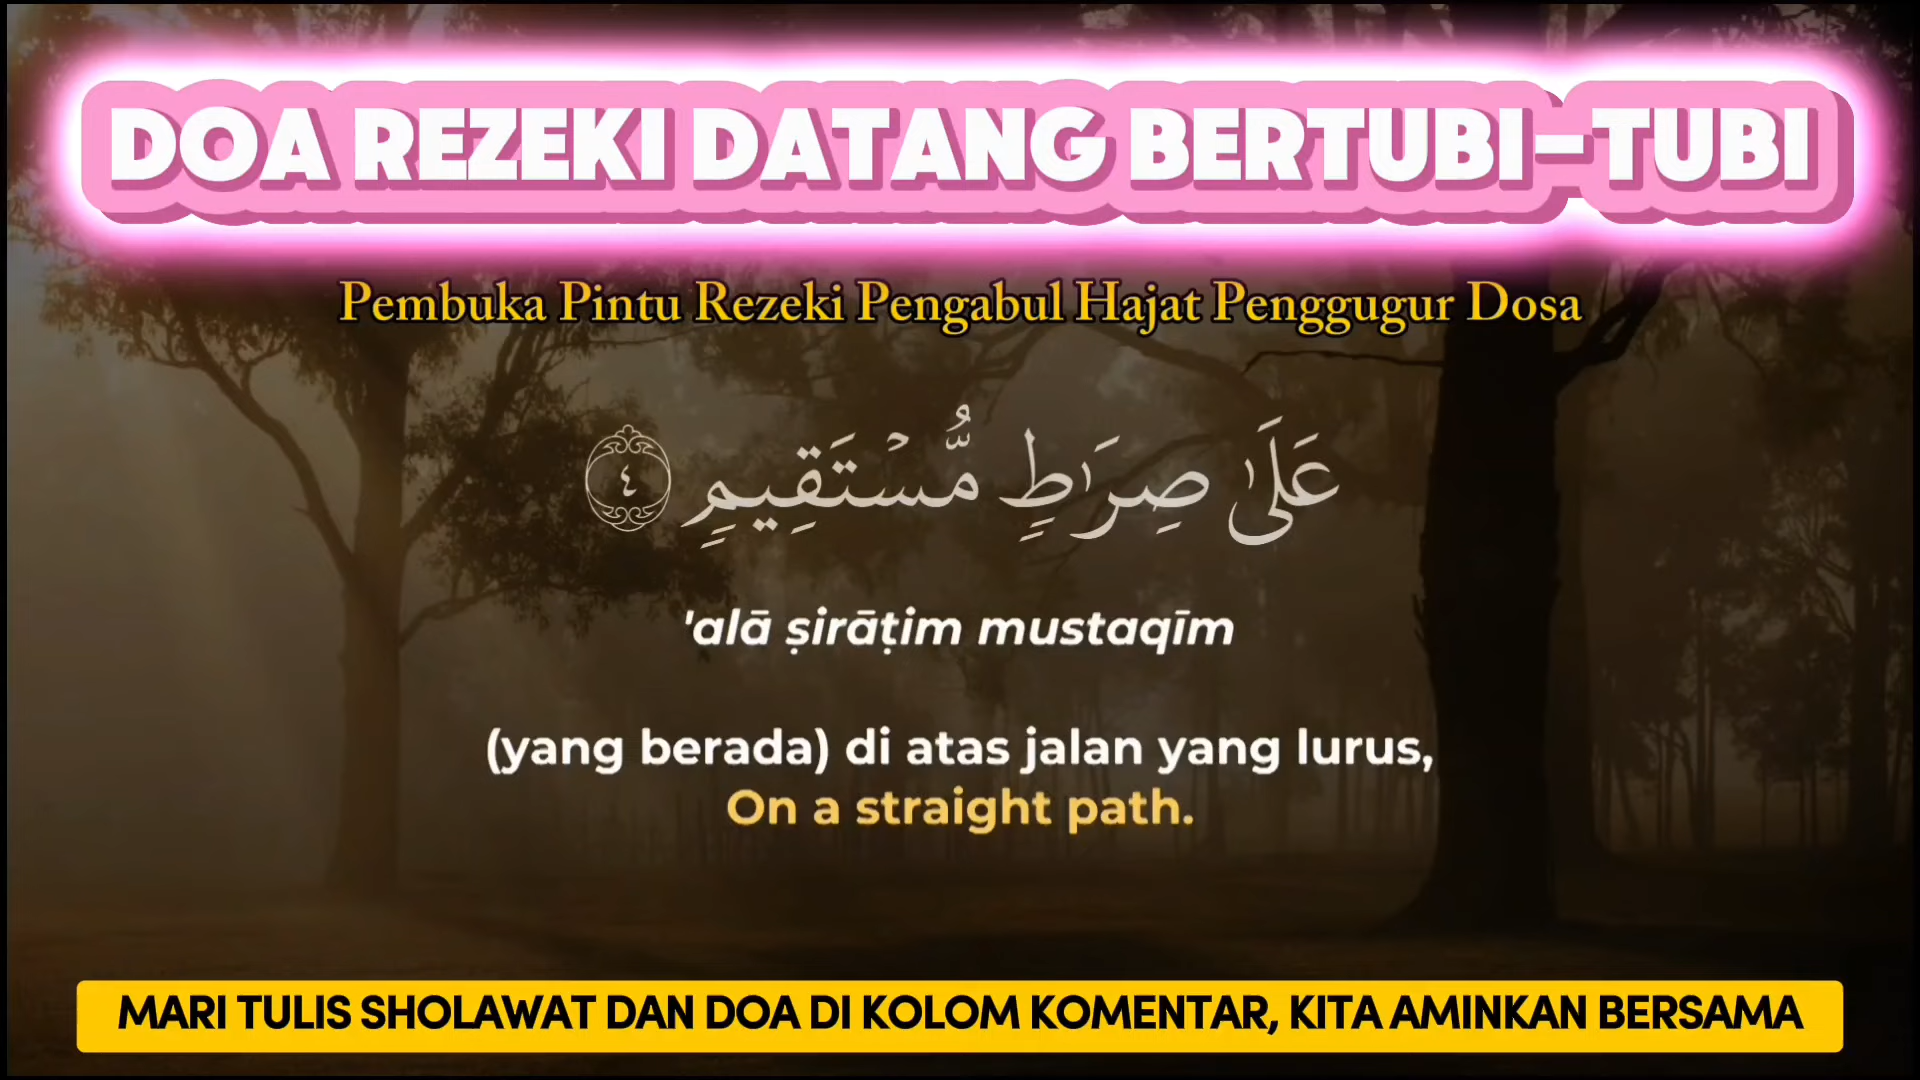 DOA REZEKI DATANG BERTUBI-TUBI
Pembuka Pintu Rezeki Pengabul Hajat Penggugur Dosa
عَلَىٰ صِرَٰطٍ مُّسْتَقِيمٍ ٤
'alā ṣirāṭim mustaqīm
(yang berada) di atas jalan yang lurus,
On a straight path.
MARI TULIS SHOLAWAT DAN DOA DI KOLOM KOMENTAR, KITA AMINKAN BERSAMA